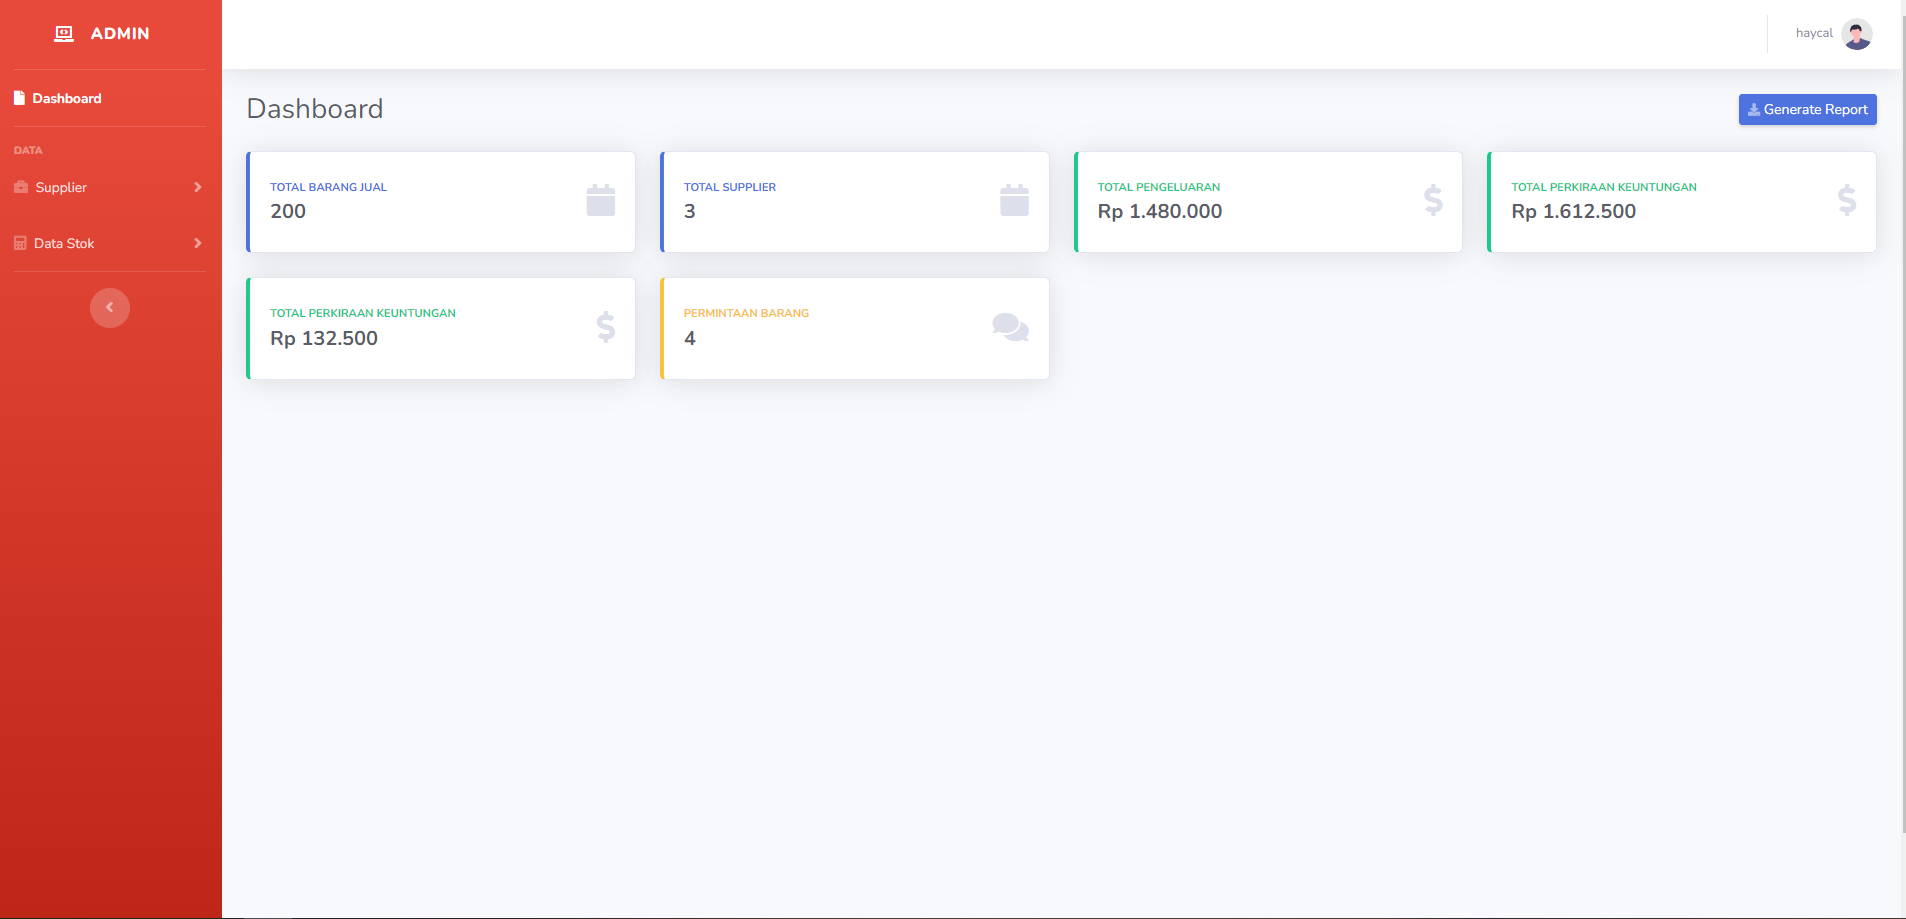 ADMIN
Dashboard
DATA
Supplier
Data Stok
haycal
Dashboard
Generate Report
TOTAL BARANG JUAL
200
TOTAL SUPPLIER
3
TOTAL PENGELUARAN
Rp 1.480.000
TOTAL PERKIRAAN KEUNTUNGAN
Rp 1.612.500
TOTAL PERKIRAAN KEUNTUNGAN
Rp 132.500
PERMINTAAN BARANG
4